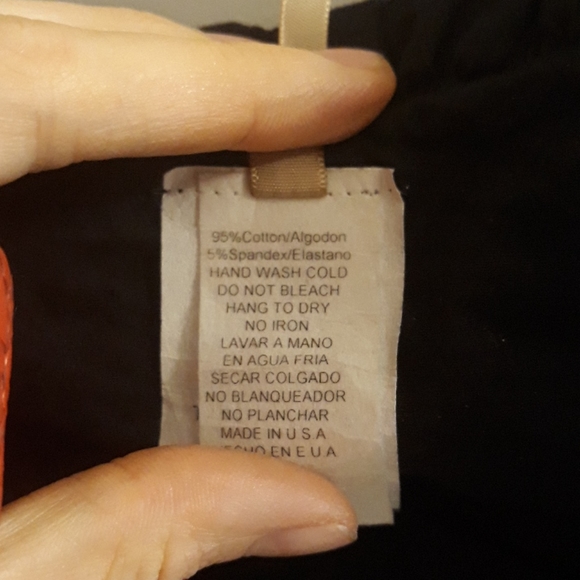 95%Cotton/Algodon
5%Spandex/Elastano
HAND WASH COLD
DO NOT BLEACH
HANG TO DRY
NO IRON
LAVAR A MANO
EN AGUA FRIA
SECAR COLGADO
NO BLANQUEADOR
NO PLANCHAR
MADE IN U S A
EN E U A